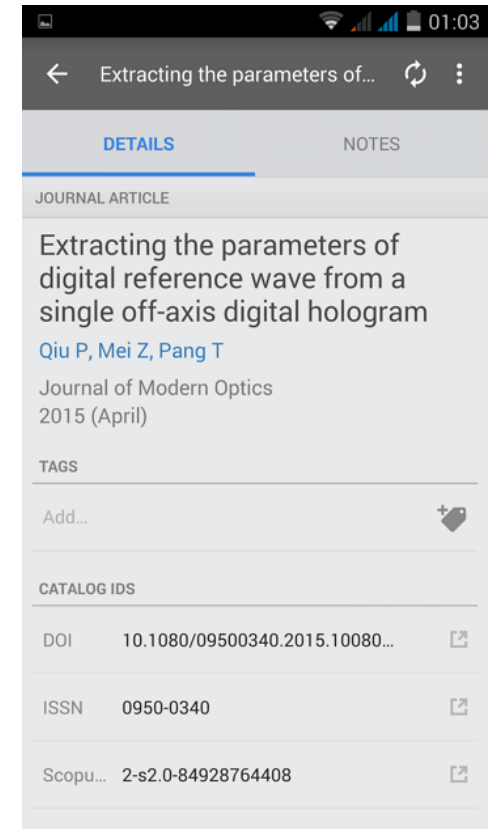 01:03
Extracting the parameters of...
DETAILS
NOTES
JOURNAL ARTICLE
Extracting the parameters of
digital reference wave from a
single off-axis digital hologram
Qiu P, Mei Z, Pang T
Journal of Modern Optics
2015 (April)
TAGS
Add...
CATALOG IDS
DOI 10.1080/09500340.2015.10080...
ISSN 0950-0340
Scopu... 2-s2.0-84928764408